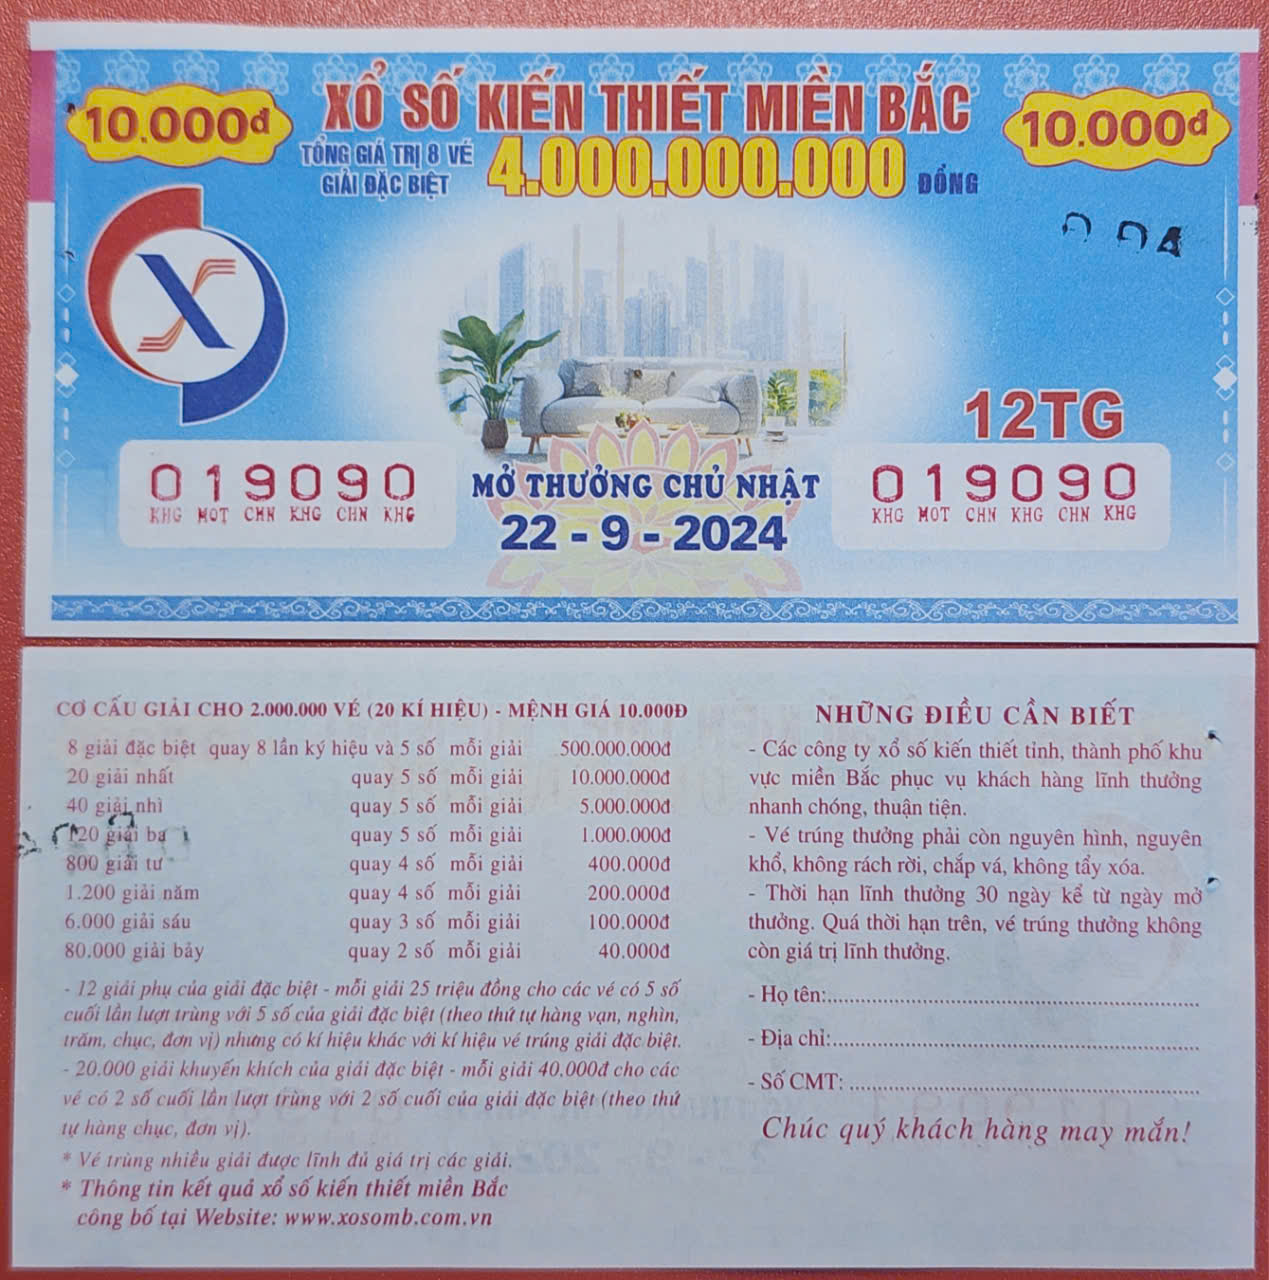 XỔ SỐ KIẾN THIẾT MIỀN BẮC
10.000đ
10.000đ
TỔNG GIÁ TRỊ 8 VÉ
GIẢI ĐẶC BIỆT
4.000.000.000 ĐỒNG
X
12TG
019090
KHG MOT CHN KHG CHN KHG
MỞ THƯỞNG CHỦ NHẬT
22 - 9 - 2024
019090
KHG MOT CHN KHG CHN KHG
CƠ CẤU GIẢI CHO 2.000.000 VÉ (20 KÍ HIỆU) - MỆNH GIÁ 10.000Đ
8 giải đặc biệt quay 8 lần ký hiệu và 5 số mỗi giải 500.000.000đ
20 giải nhất quay 5 số mỗi giải 10.000.000đ
40 giải nhì quay 5 số mỗi giải 5.000.000đ
120 giải ba quay 5 số mỗi giải 1.000.000đ
800 giải tư quay 4 số mỗi giải 400.000đ
1.200 giải năm quay 4 số mỗi giải 200.000đ
6.000 giải sáu quay 3 số mỗi giải 100.000đ
80.000 giải bảy quay 2 số mỗi giải 40.000đ
- 12 giải phụ của giải đặc biệt - mỗi giải 25 triệu đồng cho các vé có 5 số
cuối lần lượt trùng với 5 số của giải đặc biệt (theo thứ tự hàng vạn, nghìn,
trăm, chục, đơn vị) nhưng có kí hiệu khác với kí hiệu vé trúng giải đặc biệt.
- 20.000 giải khuyến khích của giải đặc biệt - mỗi giải 40.000đ cho các
vé có 2 số cuối lần lượt trùng với 2 số cuối của giải đặc biệt (theo thứ
tự hàng chục, đơn vị).
* Vé trùng nhiều giải được lĩnh đủ giá trị các giải.
* Thông tin kết quả xổ số kiến thiết miền Bắc
công bố tại Website: www.xosomb.com.vn
NHỮNG ĐIỀU CẦN BIẾT
- Các công ty xổ số kiến thiết tỉnh, thành phố khu
vực miền Bắc phục vụ khách hàng lĩnh thưởng
nhanh chóng, thuận tiện.
- Vé trúng thưởng phải còn nguyên hình, nguyên
khổ, không rách rời, chắp vá, không tẩy xóa.
- Thời hạn lĩnh thưởng 30 ngày kể từ ngày mở
thưởng. Quá thời hạn trên, vé trúng thưởng không
còn giá trị lĩnh thưởng.
- Họ tên:
- Địa chỉ:
- Số CMT:
Chúc quý khách hàng may mắn!